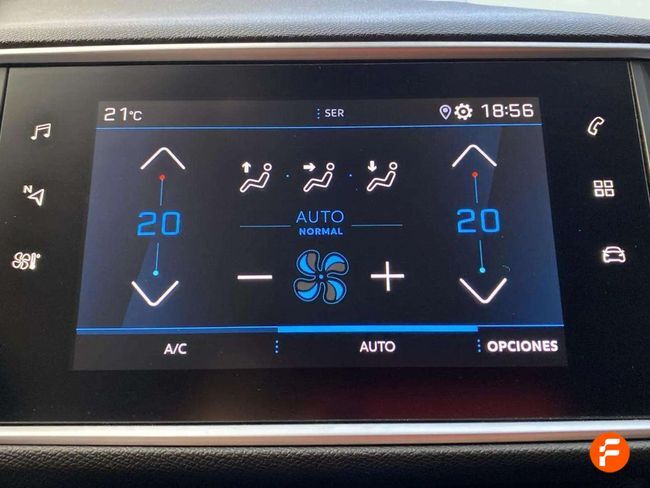 21°C
SER
18:56
N
20
20
AUTO
NORMAL
A/C
AUTO
OPCIONES